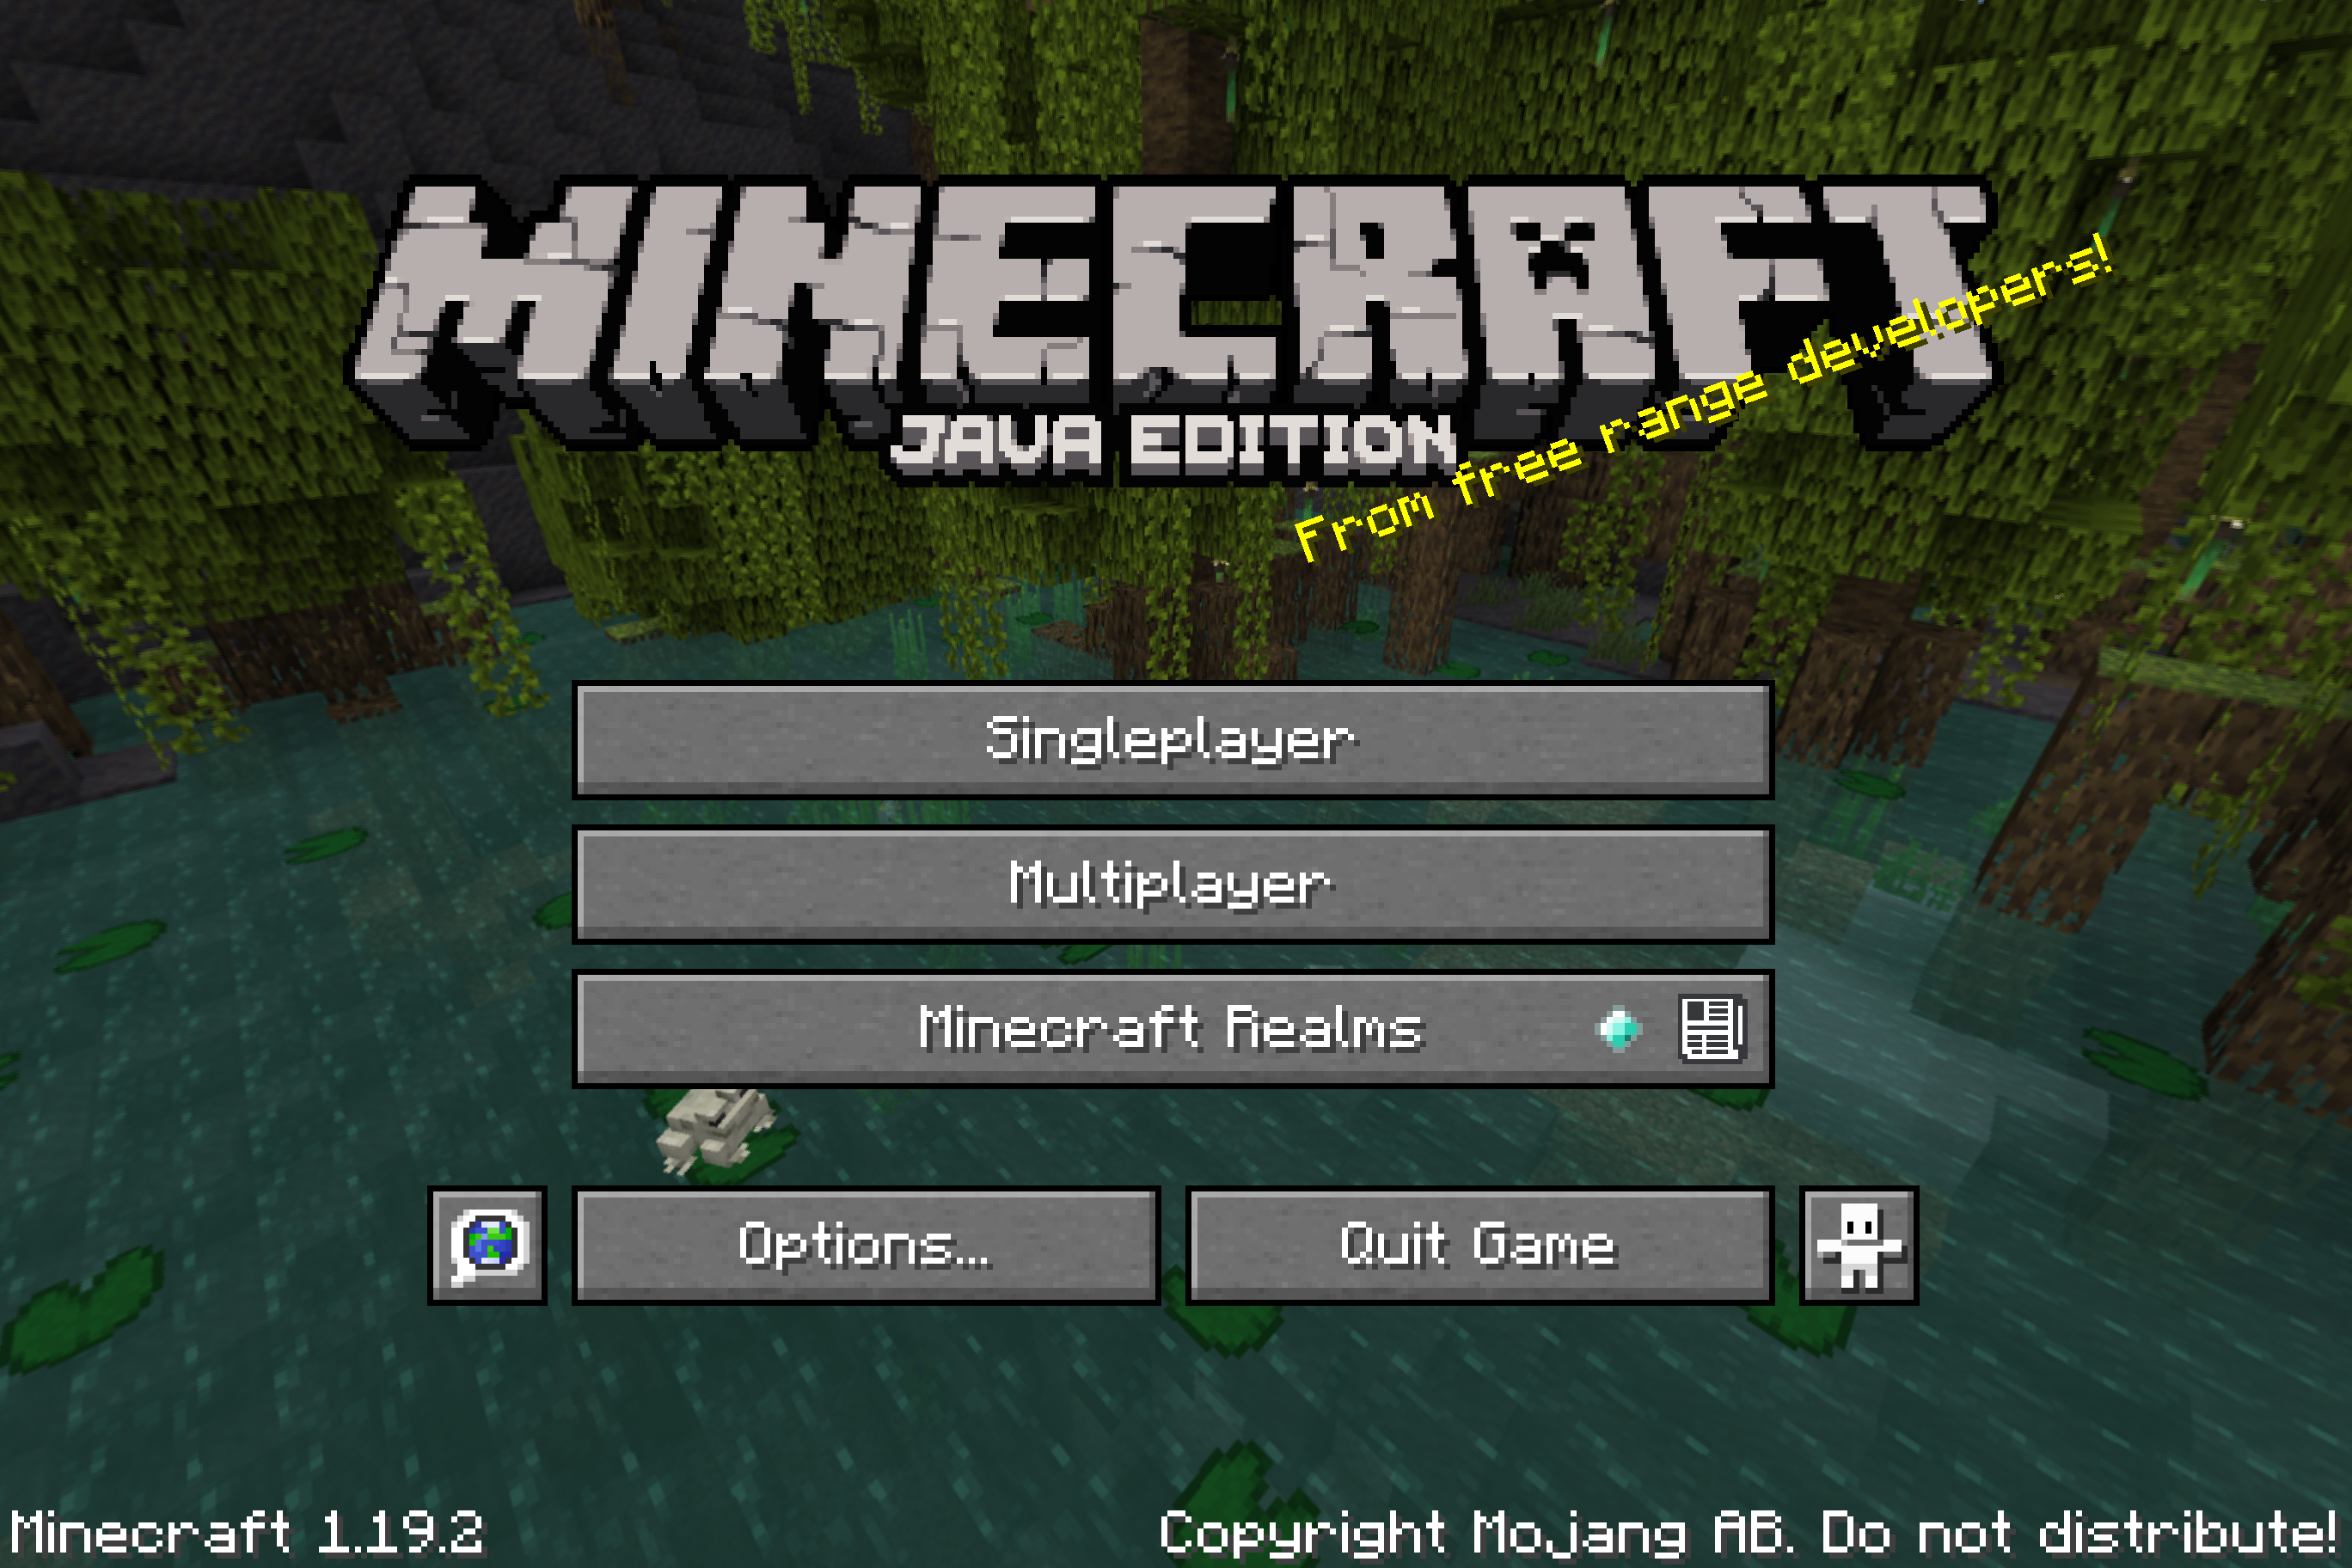 MINECRAFT
JAVA EDITION
From free range developers!
Singleplayer
Multiplayer
Minecraft Realms
Options...
Quit Game
Minecraft 1.19.2
Copyright Mojang AB. Do not distribute!